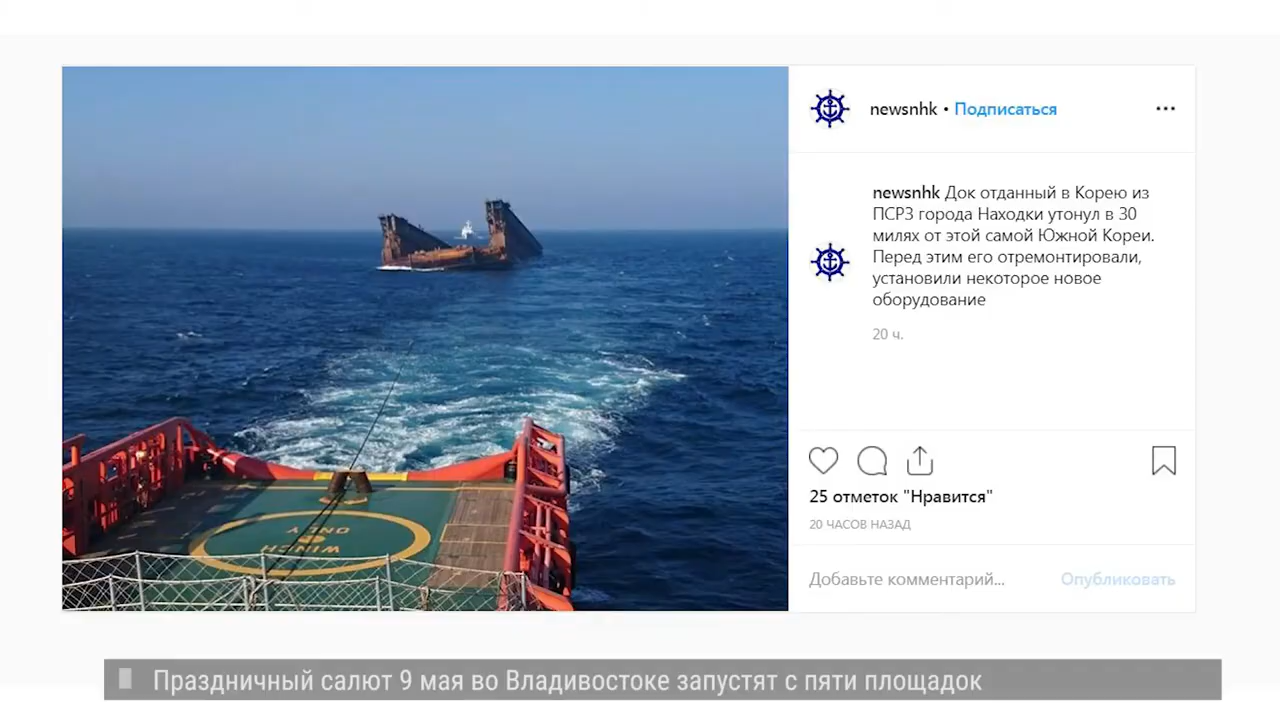 newsnhk • Подписаться
newsnhk Док отданный в Корею из
ПСРЗ города Находки утонул в 30
милях от этой самой Южной Кореи.
Перед этим его отремонтировали,
установили некоторое новое
оборудование
20 ч.
25 отметок "Нравится"
20 ЧАСОВ НАЗАД
Добавьте комментарий...
Опубликовать
WINCH
ONLY
Праздничный салют 9 мая во Владивостоке запустят с пяти площадок